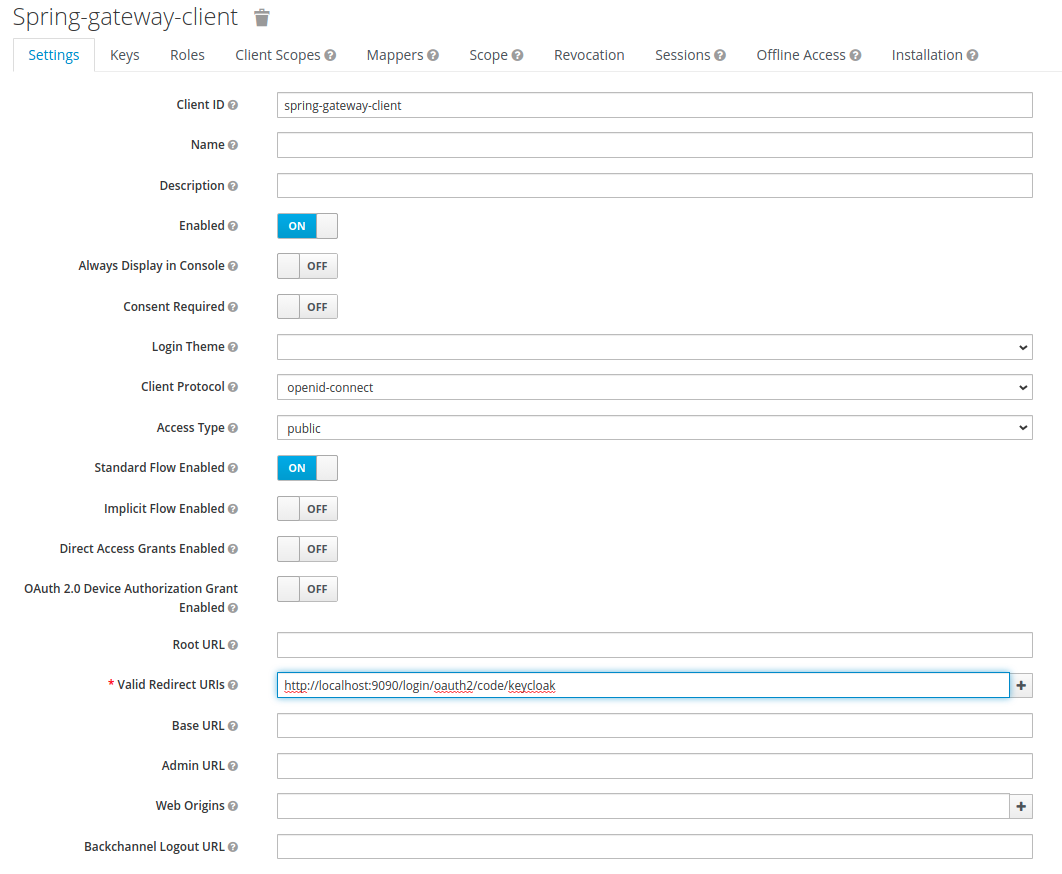 Spring-gateway-client
Settings Keys Roles Client Scopes Mappers Scope Revocation Sessions Offline Access Installation
Client ID spring-gateway-client
Name
Description
Enabled ON
Always Display in Console OFF
Consent Required OFF
Login Theme
Client Protocol openid-connect
Access Type public
Standard Flow Enabled ON
Implicit Flow Enabled OFF
Direct Access Grants Enabled OFF
OAuth 2.0 Device Authorization Grant OFF
Enabled
Root URL
* Valid Redirect URIs http://localhost:9090/login/oauth2/code/keycloak +
Base URL
Admin URL
Web Origins +
Backchannel Logout URL